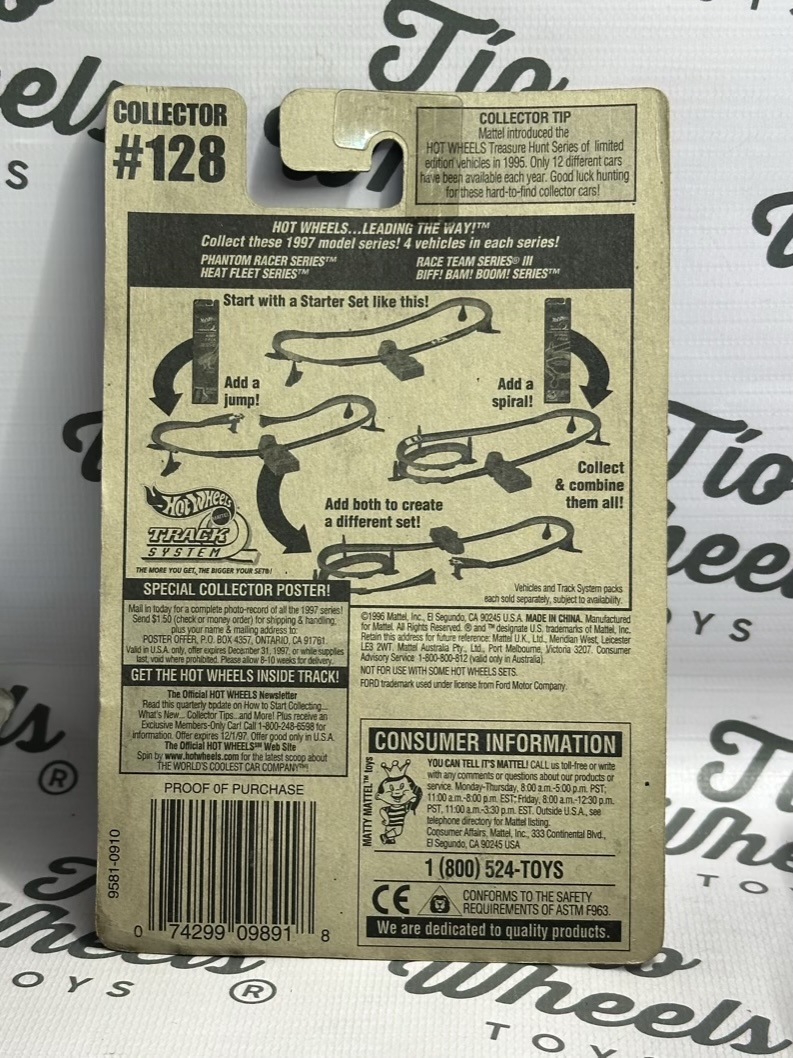 COLLECTOR
#128
COLLECTOR TIP
Mattel introduced the
HOT WHEELS Treasure Hunt Series of limited
edition vehicles in 1995. Only 12 different cars
have been available each year. Good luck hunting
for these hard-to-find collector cars!
HOT WHEELS...LEADING THE WAY!™
Collect these 1997 model series! 4 vehicles in each series!
PHANTOM RACER SERIES™
HEAT FLEET SERIES™
RACE TEAM SERIES® III
BIFF! BAM! BOOM! SERIES™
Start with a Starter Set like this!
Add a
jump!
Add a
spiral!
Collect
& combine
them all!
Add both to create
a different set!
Hot Wheels
TRACK
SYSTEM
THE MORE YOU GET, THE BIGGER YOUR SETS!
Vehicles and Track System packs
each sold separately, subject to availability.
SPECIAL COLLECTOR POSTER!
Mail in today for a complete photo-record of all the 1997 series!
Send $1.50 (check or money order) for shipping & handling,
plus your name & mailing address to:
POSTER OFFER, P.O. BOX 4357, ONTARIO, CA 91761.
Valid in U.S.A. only, offer expires December 31, 1997, or while supplies
last, void where prohibited. Please allow 8-10 weeks for delivery.
GET THE HOT WHEELS INSIDE TRACK!
The Official HOT WHEELS Newsletter
Read this quarterly update on How to Start Collecting...
What's New... Collector Tips...and More! Plus receive an
Exclusive Members-Only Car! Call 1-800-248-6598 for
information. Offer expires 12/1/97. Offer good only in U.S.A.
The Official HOT WHEELS℠ Web Site
Spin by www.hotwheels.com for the latest scoop about
THE WORLD'S COOLEST CAR COMPANY™!
©1996 Mattel, Inc., El Segundo, CA 90245 U.S.A. MADE IN CHINA. Manufactured
for Mattel. All Rights Reserved. ® and ™ designate U.S. trademarks of Mattel, Inc.
Retain this address for future reference: Mattel U.K., Ltd., Meridian West, Leicester
LE3 2WT. Mattel Australia Pty., Ltd., Port Melbourne, Victoria 3207. Consumer
Advisory Service 1-800-800-812 (valid only in Australia).
NOT FOR USE WITH SOME HOT WHEELS SETS.
FORD trademark used under license from Ford Motor Company.
CONSUMER INFORMATION
MATTY MATTEL™ toys
YOU CAN TELL IT'S MATTEL! CALL us toll-free or write
with any comments or questions about our products or
service. Monday-Thursday, 8:00 a.m.-5:00 p.m. PST;
11:00 a.m.-8:00 p.m. EST; Friday, 8:00 a.m.-12:30 p.m.
PST, 11:00 a.m.-3:30 p.m. EST. Outside U.S.A., see
telephone directory for Mattel listing.
Consumer Affairs, Mattel, Inc., 333 Continental Blvd.,
El Segundo, CA 90245 USA
1 (800) 524-TOYS
CE
CONFORMS TO THE SAFETY
REQUIREMENTS OF ASTM F963.
We are dedicated to quality products.
PROOF OF PURCHASE
9581-0910
0 74299 09891 8
Tio
Tio
Wheels
TOYS
®